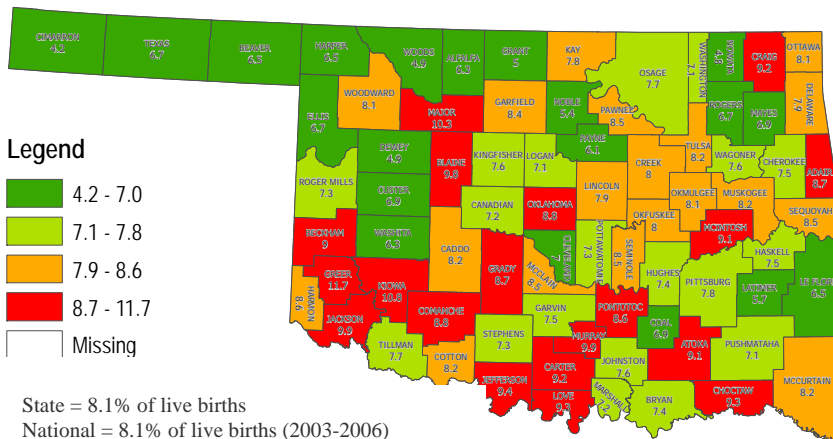 CIMARRON
4.2
TEXAS
6.7
BEAVER
6.3
HARPER
6.5
WOODS
4.9
ALFALFA
6.3
GRANT
5
KAY
7.8
OSAGE
7.7
WASHINGTON
7.1
NOWATA
CRAIG
9.2
OTTAWA
8.1
DELAWARE
7.9
WOODWARD
8.1
MAJOR
10.3
GARFIELD
8.4
NOBLE
5.4
PAWNEE
8.5
ROGERS
6.7
MAYES
6.9
ELLIS
6.7
DEWEY
4.9
BLAINE
9.8
KINGFISHER
7.6
LOGAN
7.1
PAYNE
6.1
CREEK
8
TULSA
8.2
WAGONER
7.6
CHEROKEE
7.5
ADAIR
8.7
Legend
4.2 - 7.0
7.1 - 7.8
7.9 - 8.6
8.7 - 11.7
Missing
ROGER MILLS
7.3
CUSTER
6.9
CANADIAN
7.2
OKLAHOMA
8.8
LINCOLN
7.9
OKMULGEE
8.1
MUSKOGEE
8.2
SEQUOYAH
8.5
BECKHAM
9
WASHITA
6.3
CADDO
8.2
GRADY
8.7
MCCLAIN
8.5
CLEVELAND
7
POTTAWATOMIE
7.3
SEMINOLE
8.5
OKFUSKEE
8
MCINTOSH
9.1
HASKELL
7.5
GREER
11.7
KIOWA
10.8
HARMON
8.6
JACKSON
9.9
COMANCHE
8.8
GARVIN
7.5
PONTOTOC
8.6
HUGHES
7.4
PITTSBURG
7.8
LATIMER
5.7
LE FLORE
6.5
TILLMAN
7.7
COTTON
8.2
STEPHENS
7.3
MURRAY
9.9
COAL
6.9
ATOKA
9.1
PUSHMATAHA
7.1
JEFFERSON
9.4
CARTER
9.2
LOVE
9.3
JOHNSTON
7.6
MARSHALL
BRYAN
7.4
CHOCTAW
9.3
MCCURTAIN
8.2
State = 8.1% of live births
National = 8.1% of live births (2003-2006)